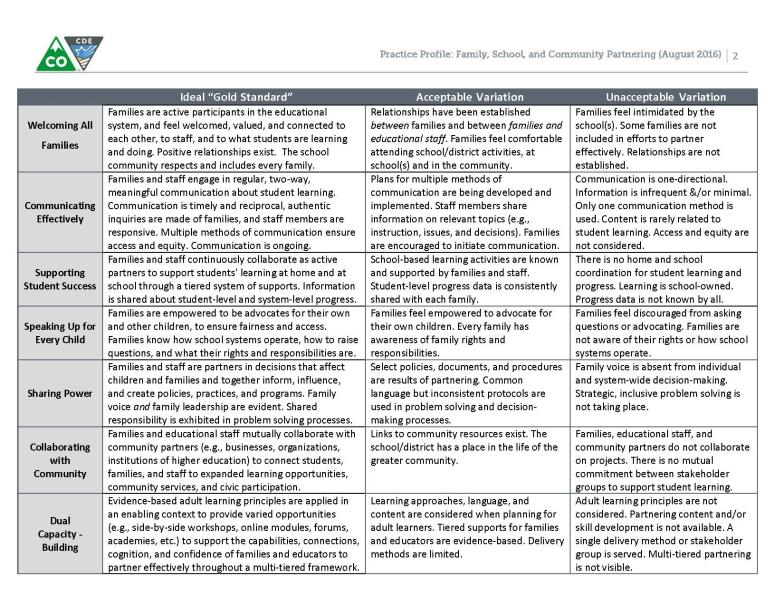 CDE
CO
Practice Profile: Family, School, and Community Partnering (August 2016) | 2
Ideal “Gold Standard”
Acceptable Variation
Unacceptable Variation
Welcoming All
Families
Families are active participants in the educational
system, and feel welcomed, valued, and connected to
each other, to staff, and to what students are learning
and doing. Positive relationships exist. The school
community respects and includes every family.
Relationships have been established
between families and between families and
educational staff. Families feel comfortable
attending school/district activities, at
school(s) and in the community.
Families feel intimidated by the
school(s). Some families are not
included in efforts to partner
effectively. Relationships are not
established.
Communicating
Effectively
Families and staff engage in regular, two-way,
meaningful communication about student learning.
Communication is timely and reciprocal, authentic
inquiries are made of families, and staff members are
responsive. Multiple methods of communication ensure
access and equity. Communication is ongoing.
Plans for multiple methods of
communication are being developed and
implemented. Staff members share
information on relevant topics (e.g.,
instruction, issues, and decisions). Families
are encouraged to initiate communication.
Communication is one-directional.
Information is infrequent &/or minimal.
Only one communication method is
used. Content is rarely related to
student learning. Access and equity are
not considered.
Supporting
Student Success
Families and staff continuously collaborate as active
partners to support students’ learning at home and at
school through a tiered system of supports. Information
is shared about student-level and system-level progress.
School-based learning activities are known
and supported by families and staff.
Student-level progress data is consistently
shared with each family.
There is no home and school
coordination for student learning and
progress. Learning is school-owned.
Progress data is not known by all.
Speaking Up for
Every Child
Families are empowered to be advocates for their own
and other children, to ensure fairness and access.
Families know how school systems operate, how to raise
questions, and what their rights and responsibilities are.
Families feel empowered to advocate for
their own children. Every family has
awareness of family rights and
responsibilities.
Families feel discouraged from asking
questions or advocating. Families are
not aware of their rights or how school
systems operate.
Sharing Power
Families and staff are partners in decisions that affect
children and families and together inform, influence,
and create policies, practices, and programs. Family
voice and family leadership are evident. Shared
responsibility is exhibited in problem solving processes.
Select policies, documents, and procedures
are results of partnering. Common
language but inconsistent protocols are
used in problem solving and decision-
making processes.
Family voice is absent from individual
and system-wide decision-making.
Strategic, inclusive problem solving is
not taking place.
Collaborating
with
Community
Families and educational staff mutually collaborate with
community partners (e.g., businesses, organizations,
institutions of higher education) to connect students,
families, and staff to expanded learning opportunities,
community services, and civic participation.
Links to community resources exist. The
school/district has a place in the life of the
greater community.
Families, educational staff, and
community partners do not collaborate
on projects. There is no mutual
commitment between stakeholder
groups to support student learning.
Dual
Capacity -
Building
Evidence-based adult learning principles are applied in
an enabling context to provide varied opportunities
(e.g., side-by-side workshops, online modules, forums,
academies, etc.) to support the capabilities, connections,
cognition, and confidence of families and educators to
partner effectively throughout a multi-tiered framework.
Learning approaches, language, and
content are considered when planning for
adult learners. Tiered supports for families
and educators are evidence-based. Delivery
methods are limited.
Adult learning principles are not
considered. Partnering content and/or
skill development is not available. A
single delivery method or stakeholder
group is served. Multi-tiered partnering
is not visible.